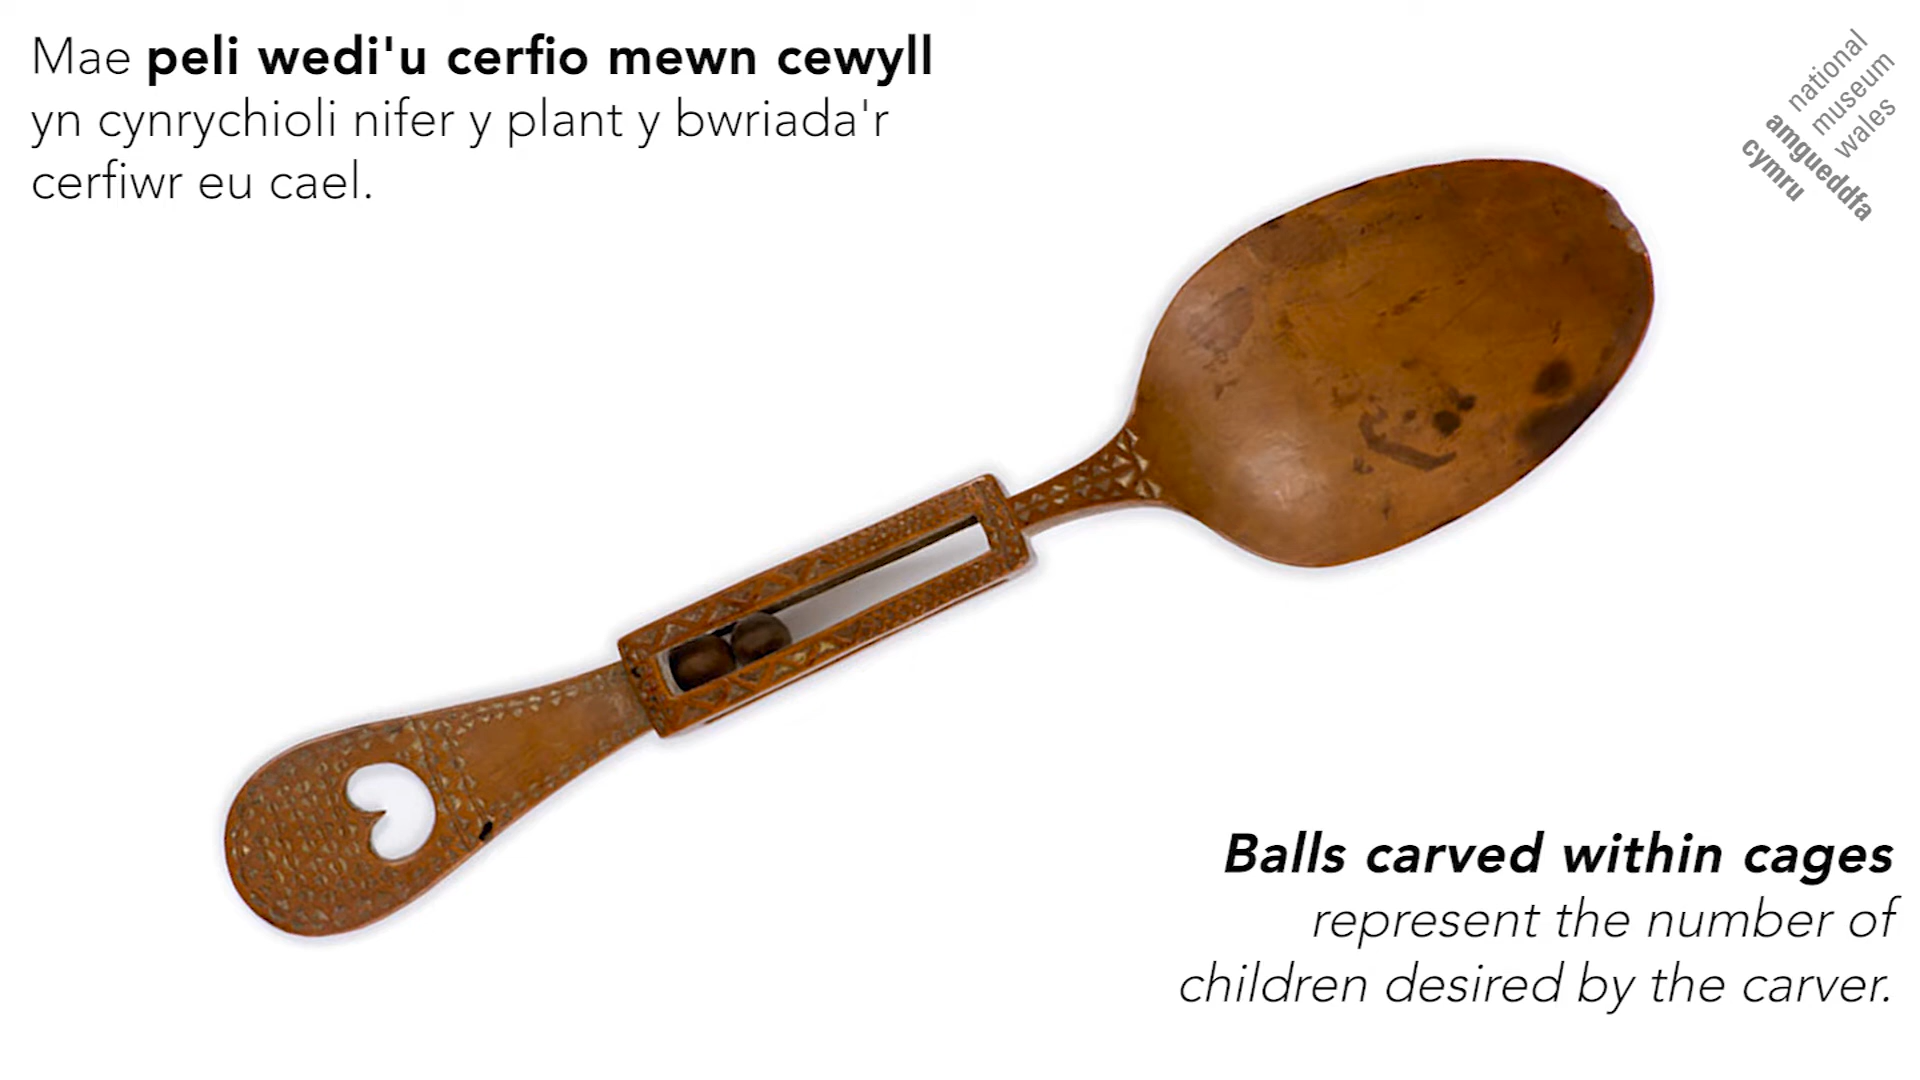 Mae peli wedi'u cerfio mewn cewyll
yn cynrychioli nifer y plant y bwriada'r
cerfiwr eu cael.
national
museum
wales
amgueddfa
cymru
Balls carved within cages
represent the number of
children desired by the carver.